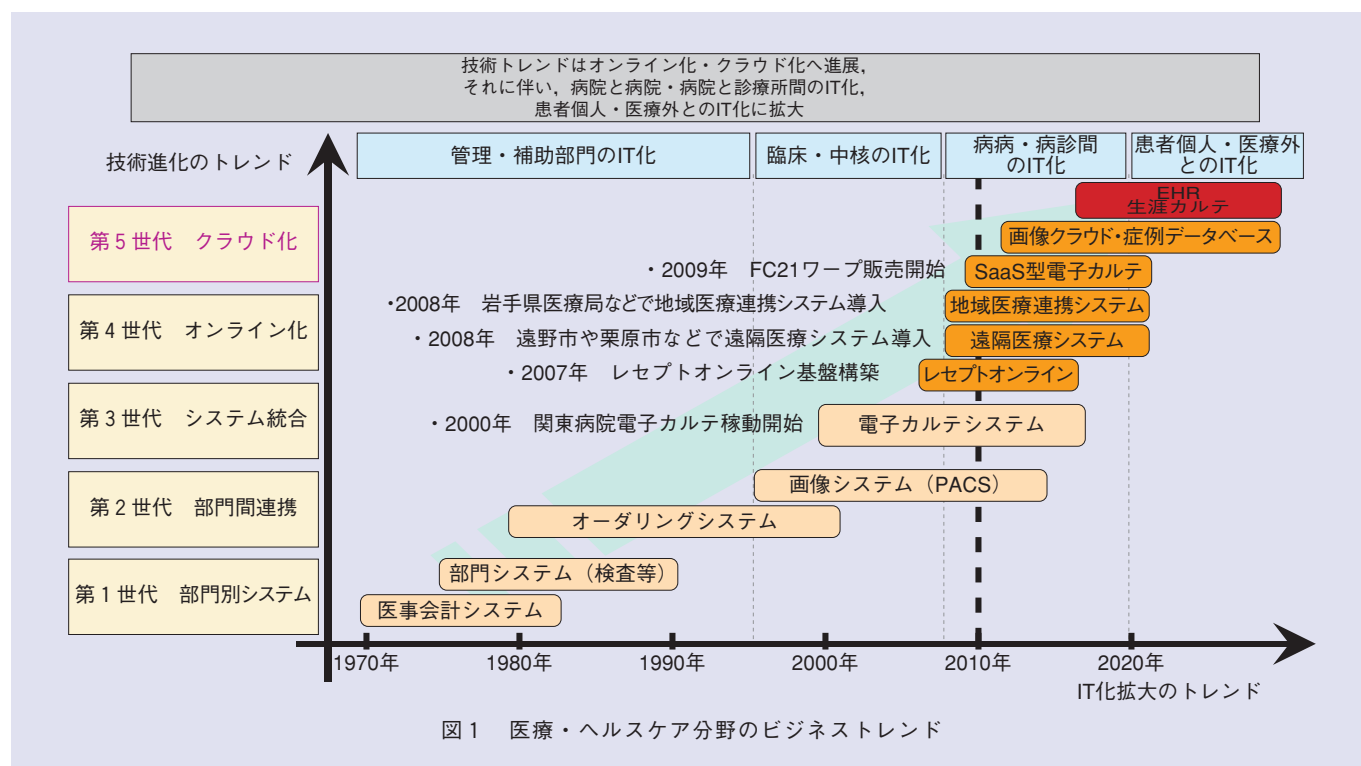 技術トレンドはオンライン化・クラウド化へ進展，
それに伴い，病院と病院・病院と診療所間のIT化，
患者個人・医療外とのIT化に拡大
技術進化のトレンド
管理・補助部門のIT化
臨床・中核のIT化
病病・病診間
のIT化
患者個人・医療外
とのIT化
EHR
生涯カルテ
第５世代　クラウド化
画像クラウド・症例データベース
・2009年　FC21ワープ販売開始
SaaS型電子カルテ
・2008年　岩手県医療局などで地域医療連携システム導入
地域医療連携システム
第４世代　オンライン化
・2008年　遠野市や栗原市などで遠隔医療システム導入
遠隔医療システム
・2007年　レセプトオンライン基盤構築
レセプトオンライン
第３世代　システム統合
・2000年　関東病院電子カルテ稼動開始
電子カルテシステム
画像システム（PACS）
第２世代　部門間連携
オーダリングシステム
部門システム（検査等）
第１世代　部門別システム
医事会計システム
1970年
1980年
1990年
2000年
2010年
2020年
IT化拡大のトレンド
図１　医療・ヘルスケア分野のビジネストレンド